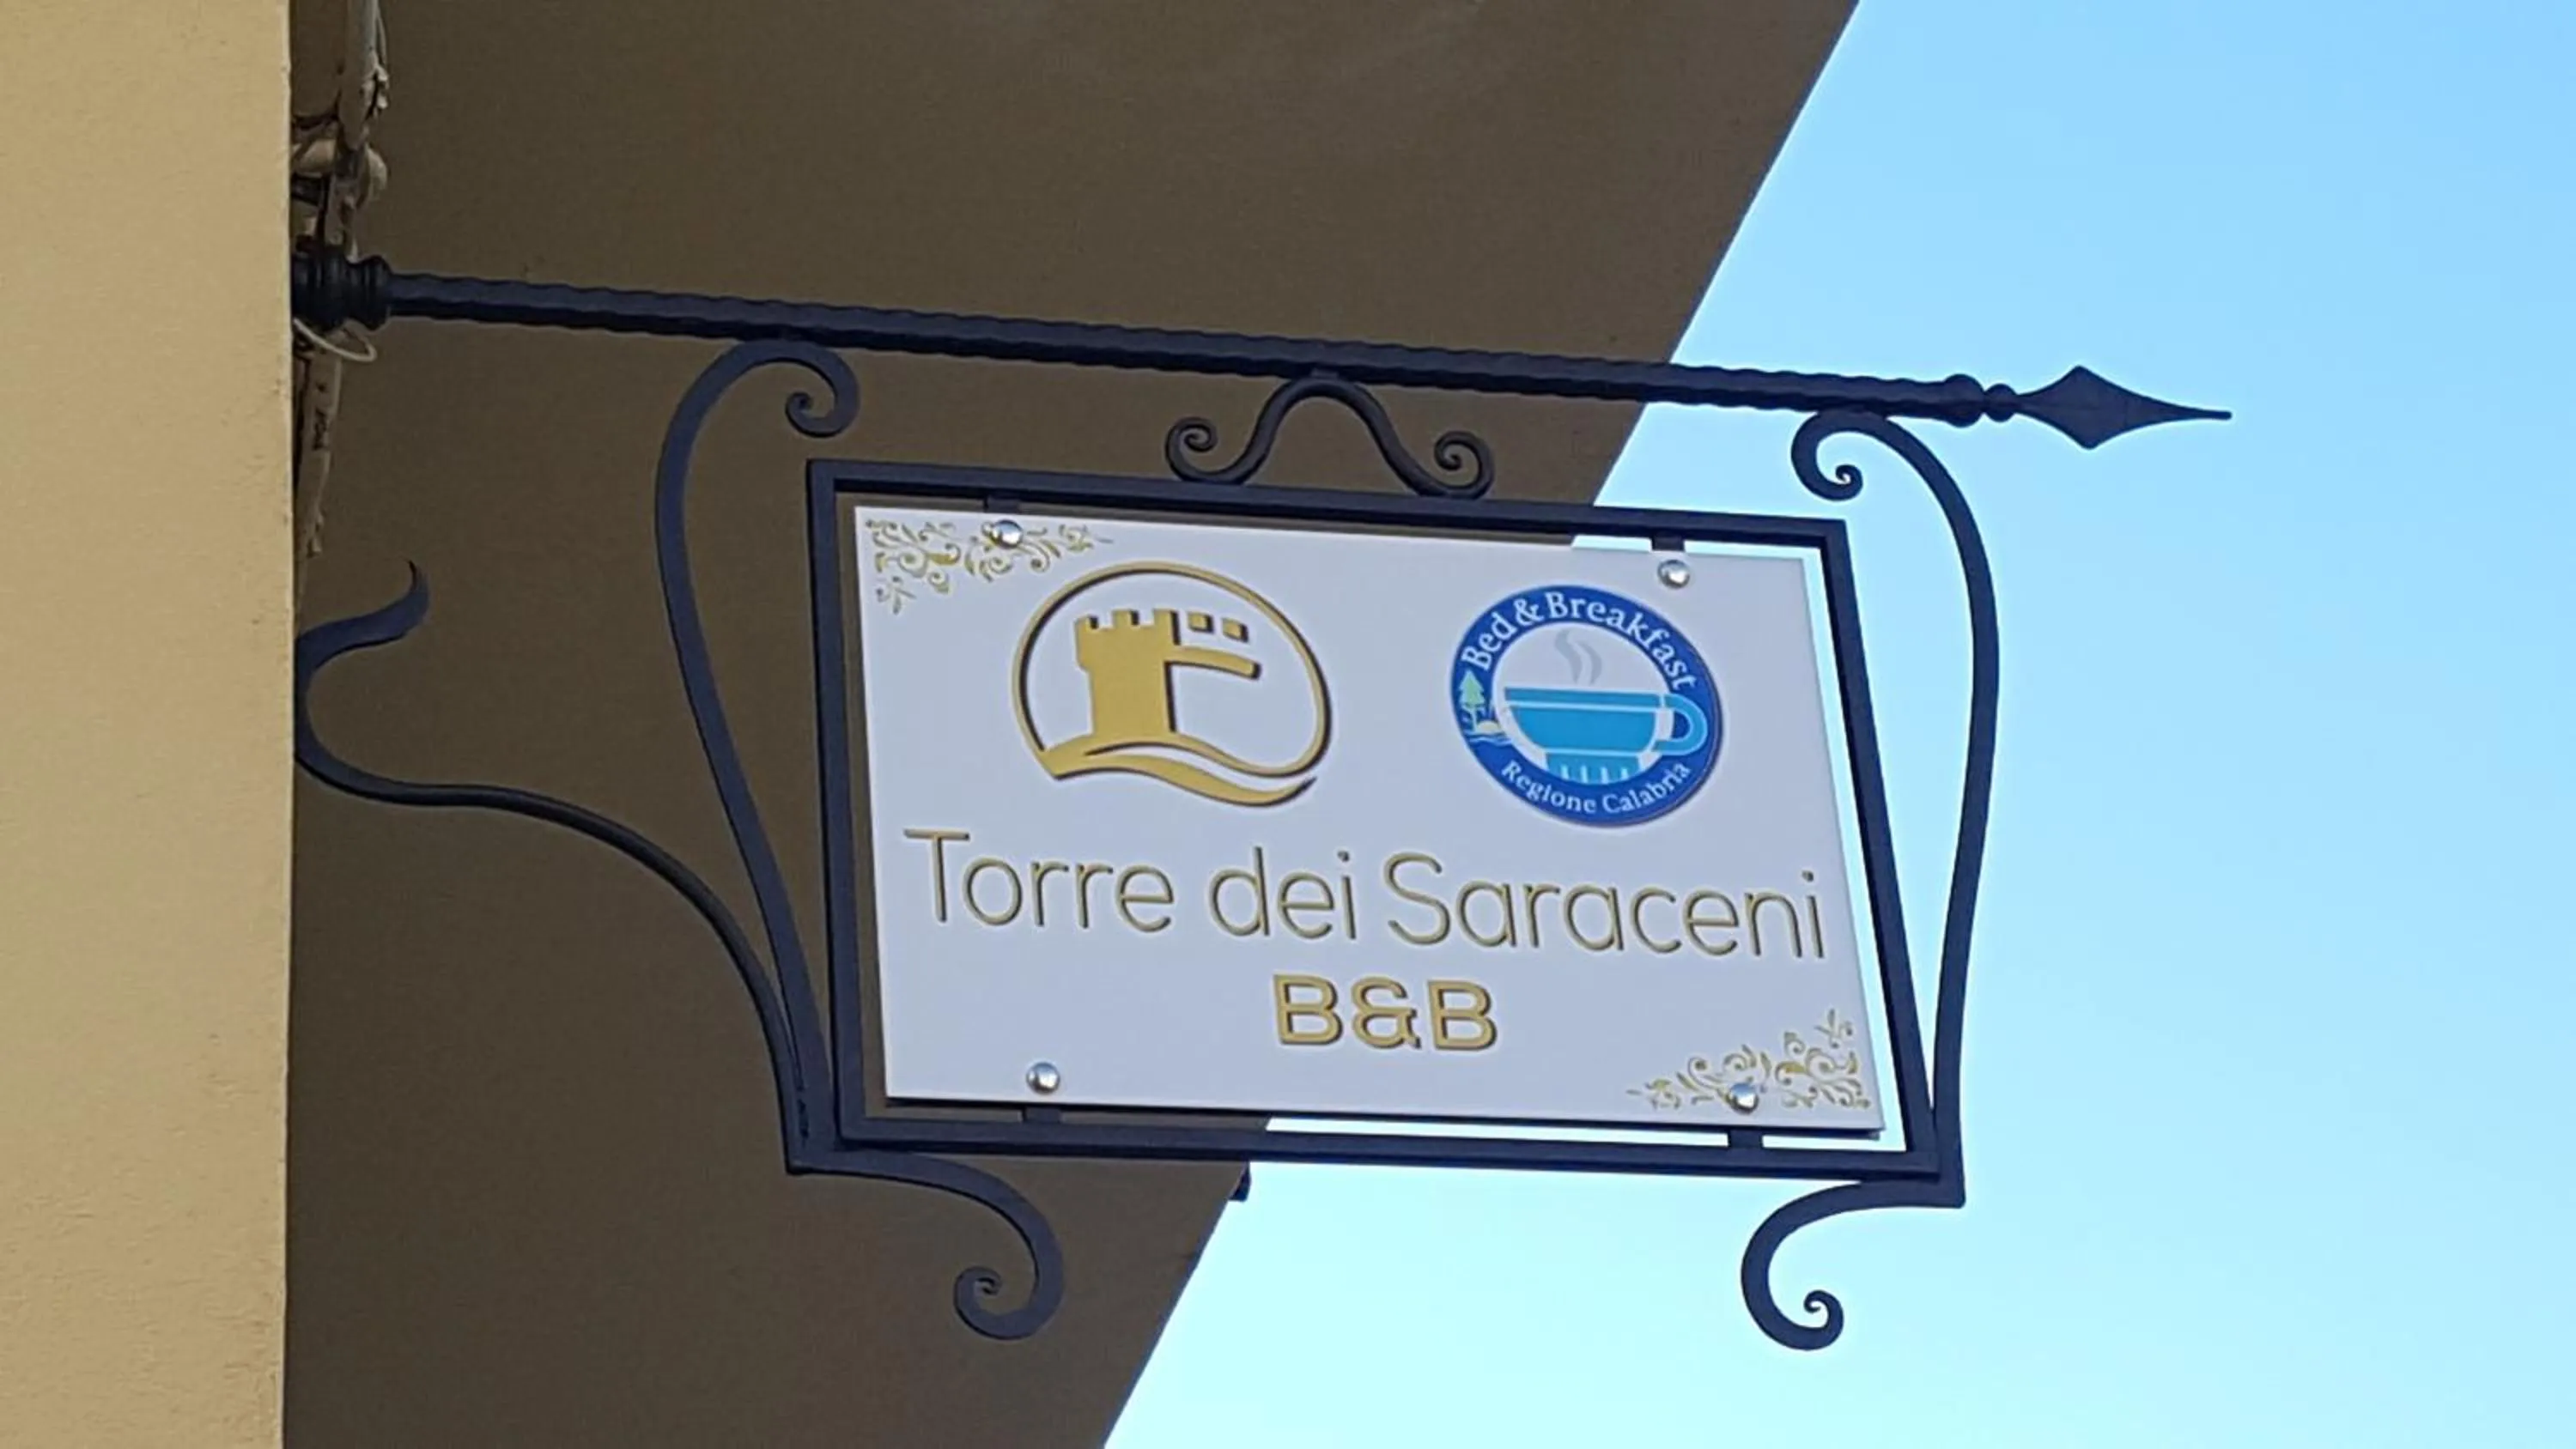 Bed & Breakfast
Regione Calabria
Torre dei Saraceni
B&B